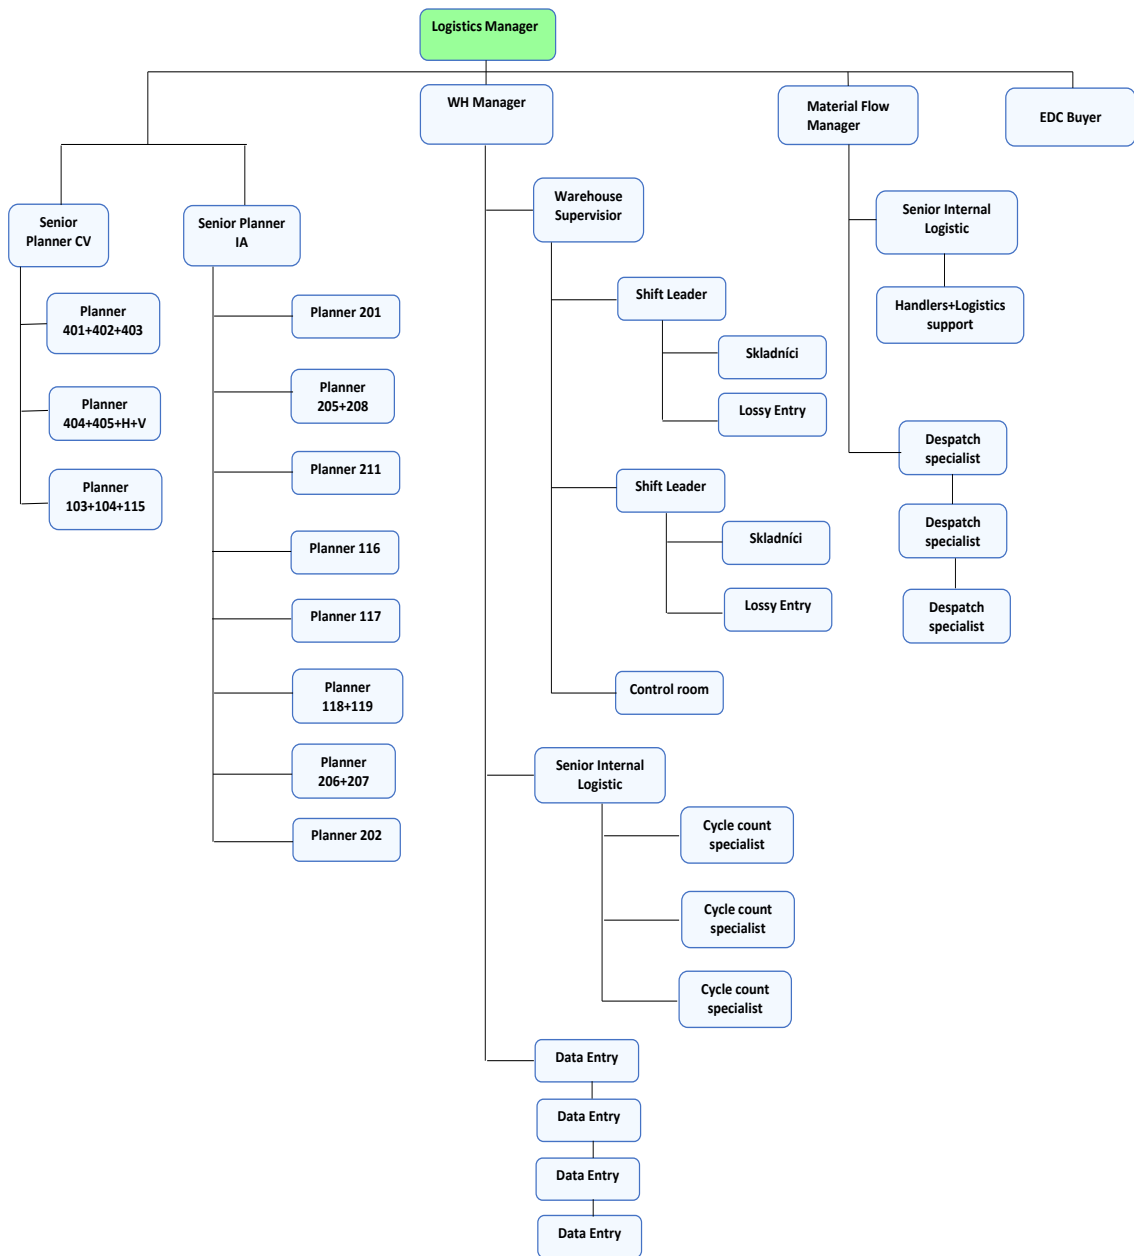 Logistics Manager
WH Manager
Material Flow
Manager
EDC Buyer
Senior
Planner CV
Senior Planner
IA
Planner
401+402+403
Planner
404+405+H+V
Planner
103+104+115
Planner 201
Planner
205+208
Planner 211
Planner 116
Planner 117
Planner
118+119
Planner
206+207
Planner 202
Warehouse
Supervisior
Shift Leader
Skladníci
Lossy Entry
Shift Leader
Skladníci
Lossy Entry
Control room
Senior Internal
Logistic
Cycle count
specialist
Cycle count
specialist
Cycle count
specialist
Data Entry
Data Entry
Data Entry
Data Entry
Senior Internal
Logistic
Handlers+Logistics
support
Despatch
specialist
Despatch
specialist
Despatch
specialist